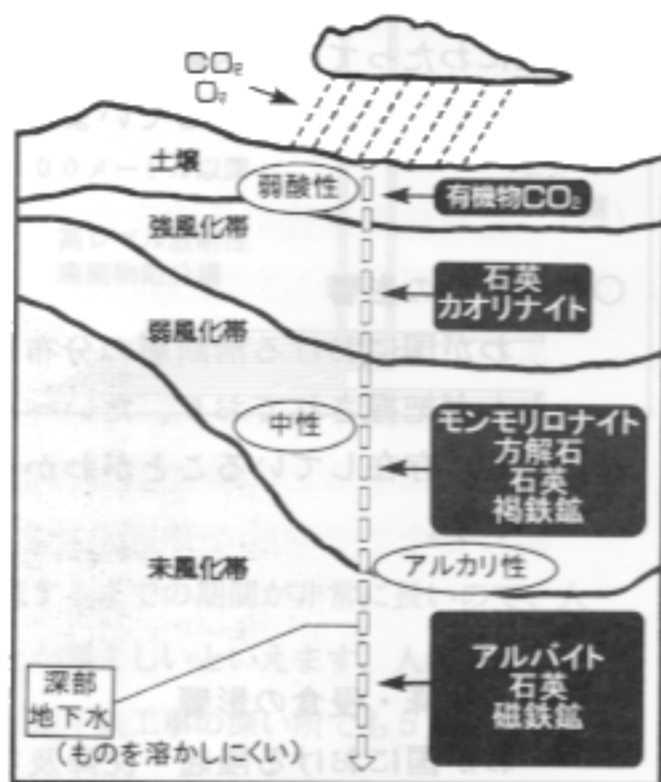 CO₂
O₂
土壌
弱酸性
有機物CO₂
強風化帯
石英
カオリナイト
弱風化帯
中性
モンモリロナイト
方解石
石英
褐鉄鉱
未風化帯
アルカリ性
アルバイト
石英
磁鉄鉱
深部
地下水
(ものを溶かしにくい)